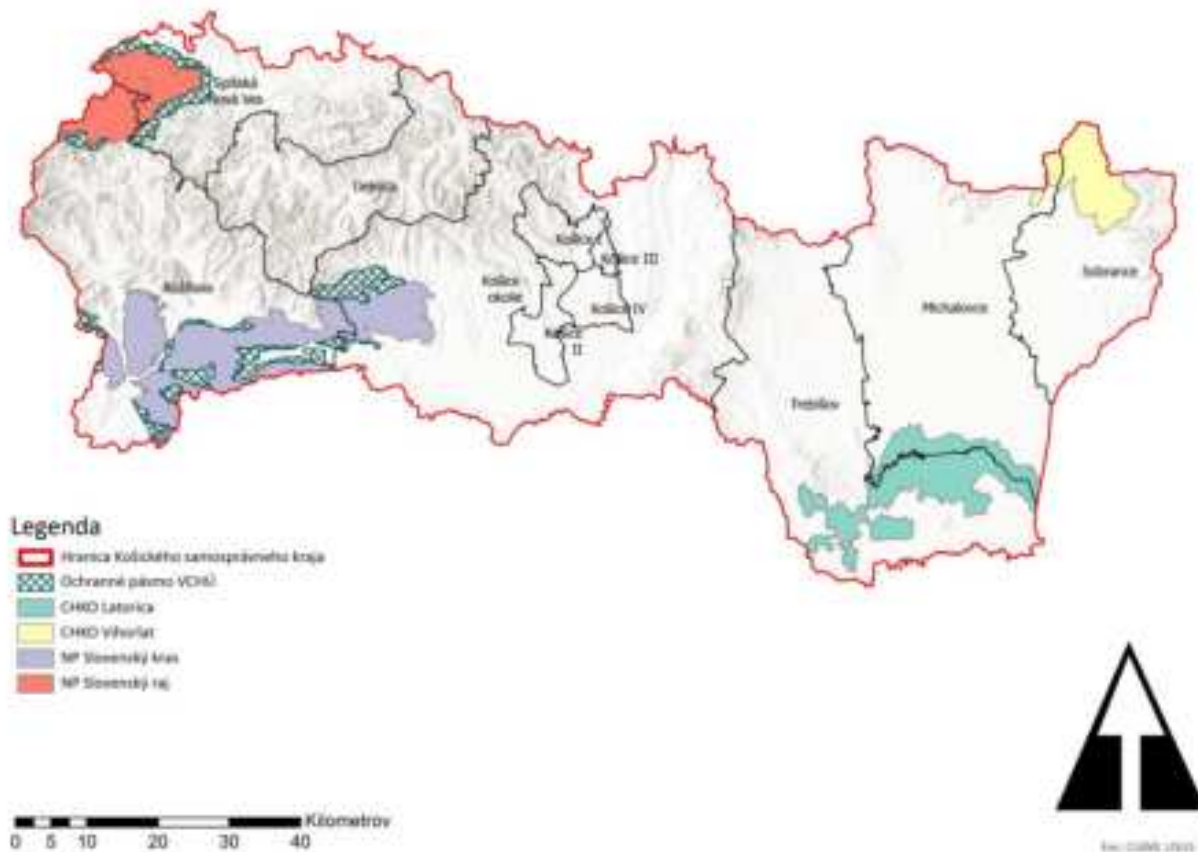 Spišská
Nová Ves
Gelnica
Rožňava
Košice I
Košice III
Košice -
okolie
Košice IV
Košice
II
Sobrance
Michalovce
Trebišov
Legenda
Hranica Košického samosprávneho kraja
Ochranné pásmo VCHÚ
CHKO Latorica
CHKO Vihorlat
NP Slovenský kras
NP Slovenský raj
Kilometrov
0 5 10 20 30 40